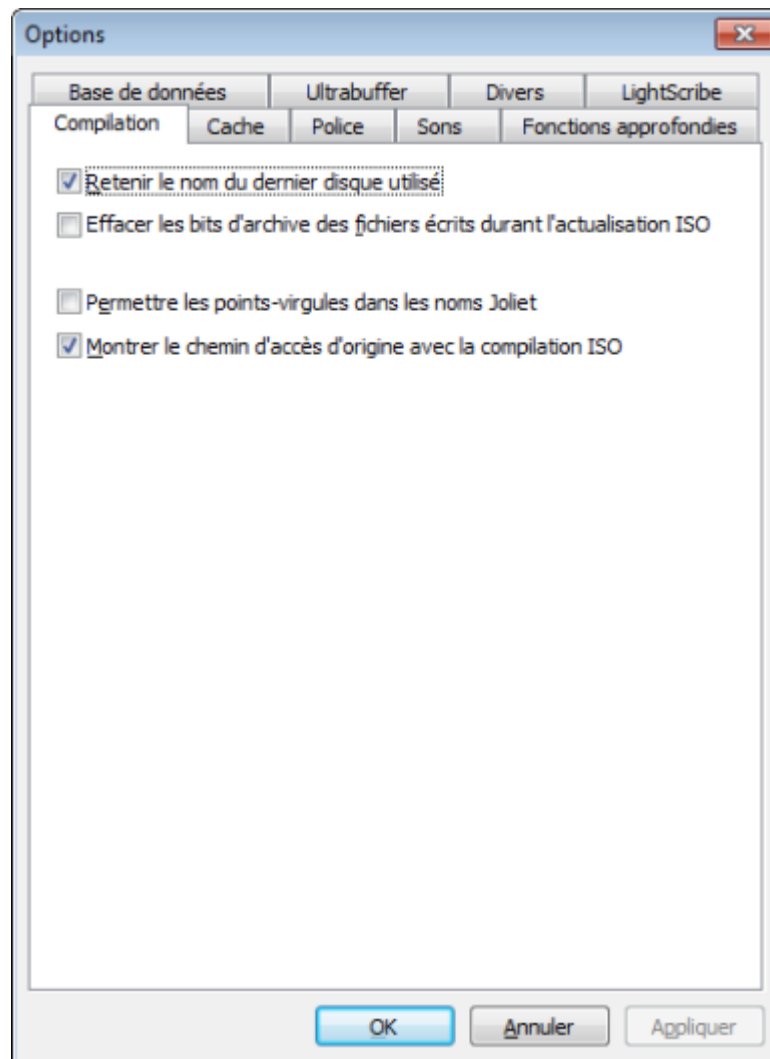 Options
Base de données Ultrabuffer Divers LightScribe
Compilation Cache Police Sons Fonctions approfondies
Retenir le nom du dernier disque utilisé
Effacer les bits d'archive des fichiers écrits durant l'actualisation ISO
Permettre les points-virgules dans les noms Joliet
Montrer le chemin d'accès d'origine avec la compilation ISO
OK Annuler Appliquer